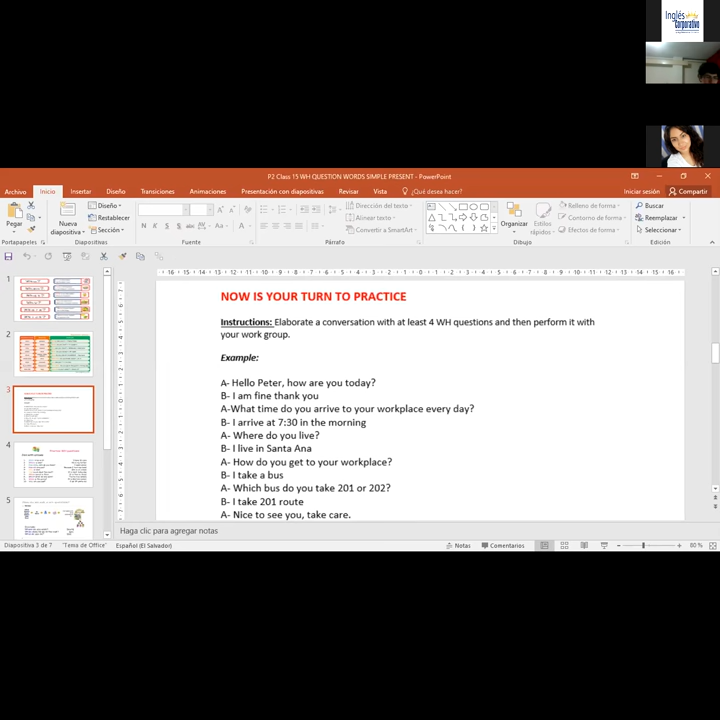 Inglés
Corporativo
P2 Class 15 WH QUESTION WORDS SIMPLE PRESENT - PowerPoint
Archivo Inicio Insertar Diseño Transiciones Animaciones Presentación con diapositivas Revisar Vista ¿Qué desea hacer? Iniciar sesión Compartir
Pegar
Nueva
diapositiva
Diseño
Restablecer
Sección
N K S
Dirección del texto
Alinear texto
Convertir a SmartArt
Organizar
Estilos
rápidos
Relleno de forma
Contorno de forma
Efectos de forma
Buscar
Reemplazar
Seleccionar
Portapapeles Diapositivas Fuente Párrafo Dibujo Edición
1
2
3
4
5
NOW IS YOUR TURN TO PRACTICE
Instructions: Elaborate a conversation with at least 4 WH questions and then perform it with
your work group.
Example:
A- Hello Peter, how are you today?
B- I am fine thank you
A-What time do you arrive to your workplace every day?
B- I arrive at 7:30 in the morning
A- Where do you live?
B- I live in Santa Ana
A- How do you get to your workplace?
B- I take a bus
A- Which bus do you take 201 or 202?
B- I take 201 route
A- Nice to see you, take care.
Haga clic para agregar notas
Diapositiva 3 de 7 "Tema de Office" Español (El Salvador) Notas Comentarios 80 %